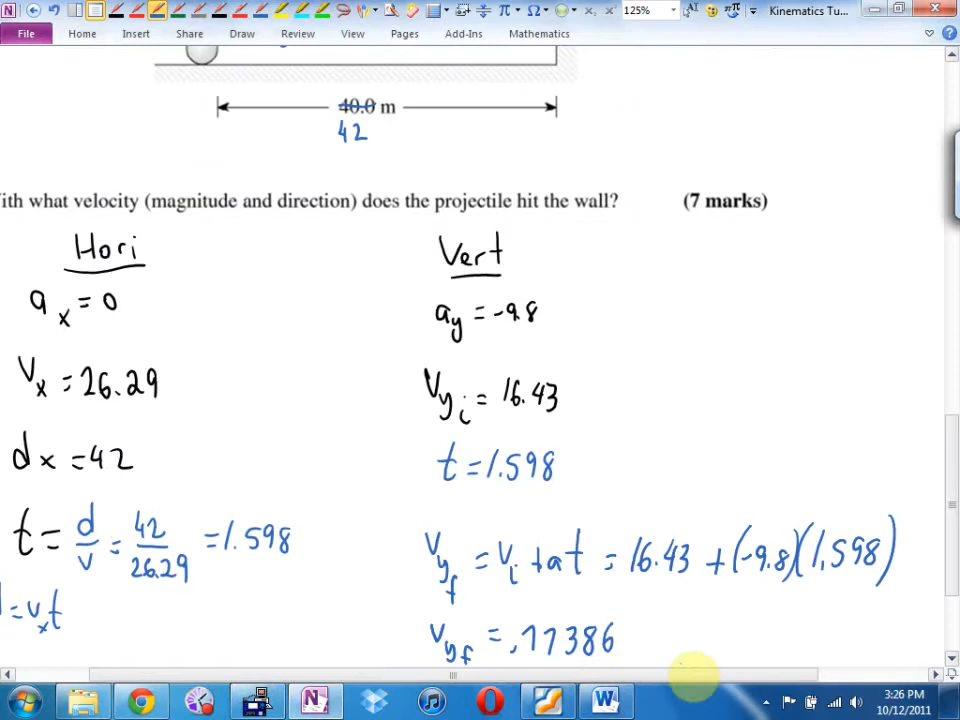 125%
Kinematics Tu...
File Home Insert Share Draw Review View Pages Add-Ins Mathematics
40.0 m
42
ith what velocity (magnitude and direction) does the projectile hit the wall? (7 marks)
Hori
Vert
a_x = 0
a_y = -9.8
V_x = 26.29
V_y_i = 16.43
d_x = 42
t = 1.598
t = d/v = 42/26.29 = 1.598
V_y_f = V_i + at = 16.43 + (-9.8)(1.598)
= v_x t
V_y_f = .77386
3:26 PM
10/12/2011